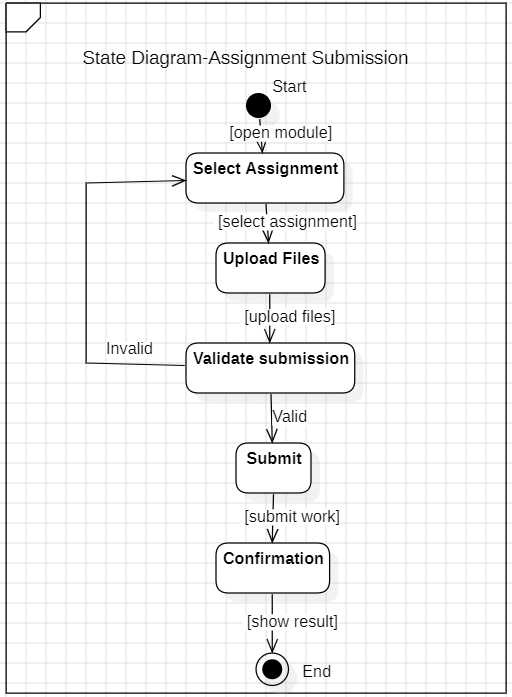 State Diagram-Assignment Submission
Start
[open module]
Select Assignment
[select assignment]
Upload Files
[upload files]
Invalid
Validate submission
Valid
Submit
[submit work]
Confirmation
[show result]
End